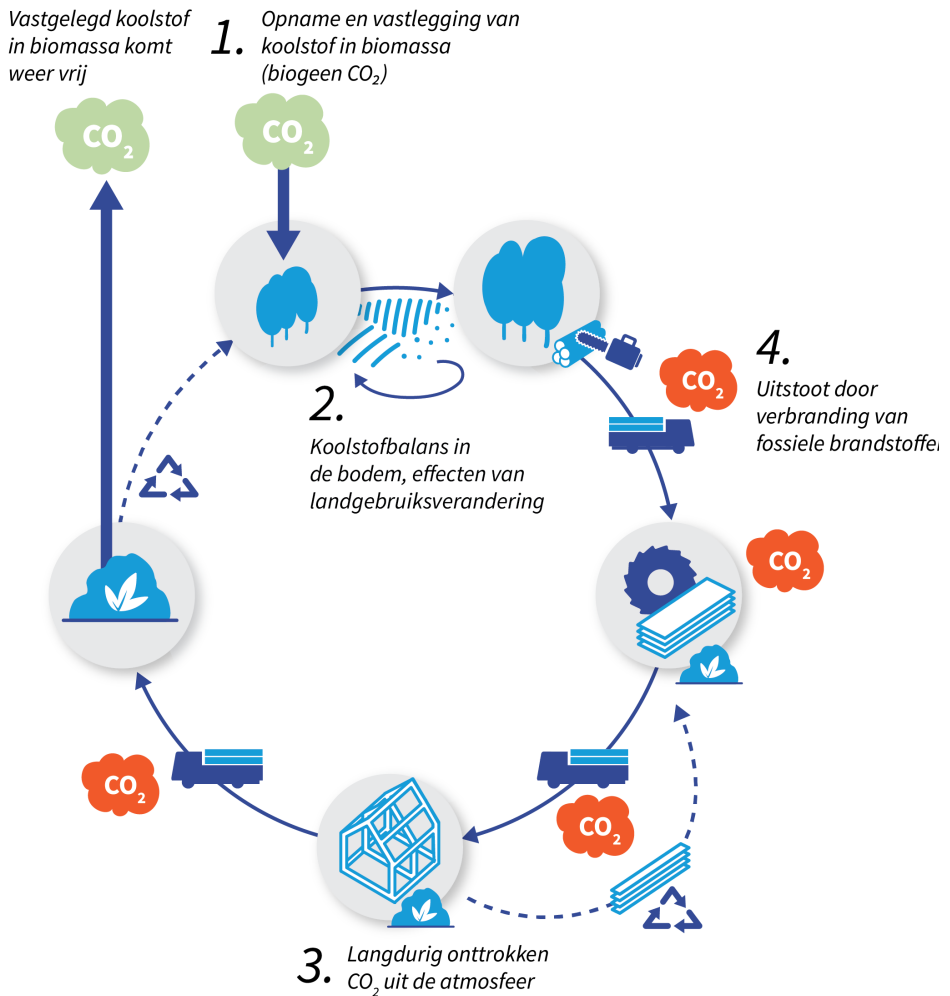 Vastgelegd koolstof
in biomassa komt
weer vrij
1.
Opname en vastlegging van
koolstof in biomassa
(biogeen CO₂)
CO₂
CO₂
2.
Koolstofbalans in
de bodem, effecten van
landgebruiksverandering
4.
Uitstoot door
verbranding van
fossiele brandstoffe
CO₂
CO₂
CO₂
CO₂
3.
Langdurig onttrokken
CO₂ uit de atmosfeer